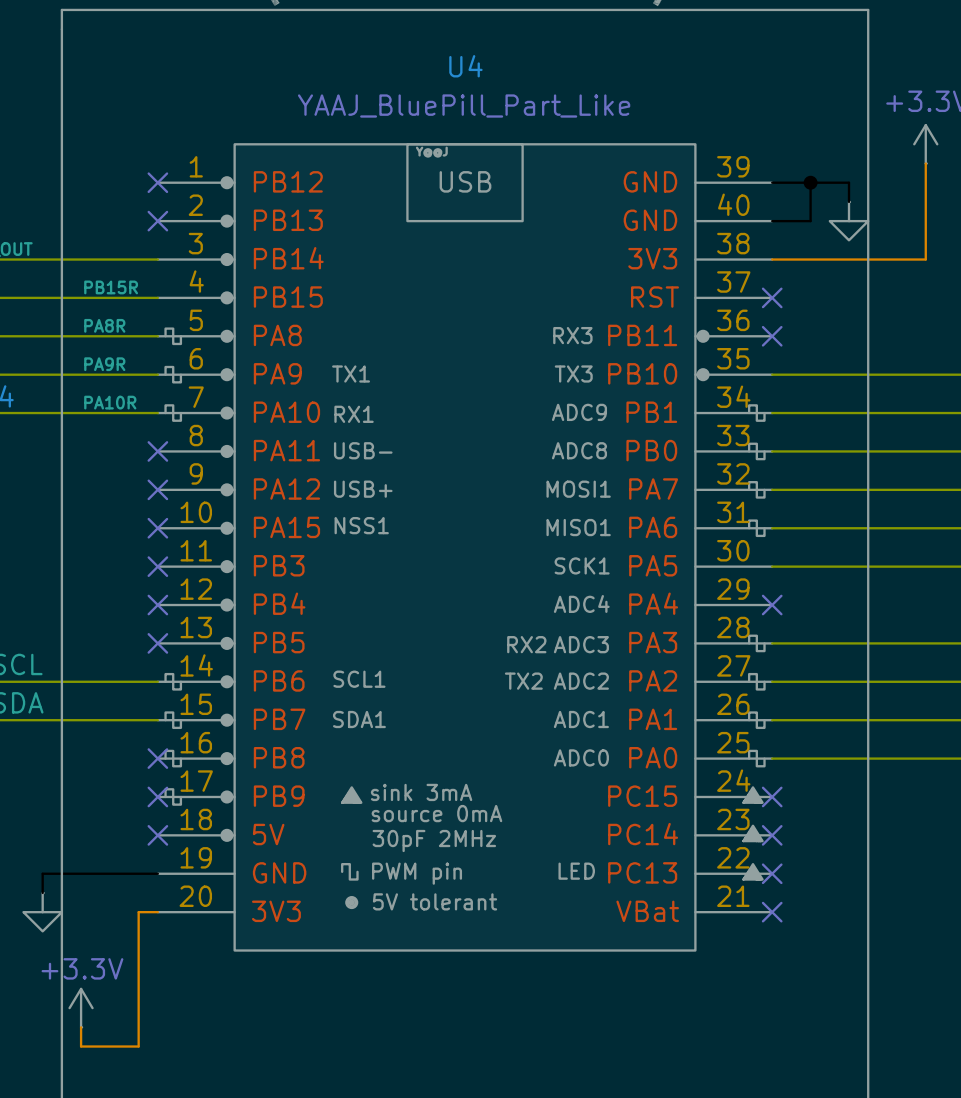 U4
YAAJ_BluePill_Part_Like
+3.3V
USB
1 PB12 GND 39
2 PB13 GND 40
OUT 3 PB14 3V3 38
PB15R 4 PB15 RST 37
PA8R 5 PA8 RX3 PB11 36
PA9R 6 PA9 TX1 TX3 PB10 35
4 PA10R 7 PA10 RX1 ADC9 PB1 34
8 PA11 USB- ADC8 PB0 33
9 PA12 USB+ MOSI1 PA7 32
10 PA15 NSS1 MISO1 PA6 31
11 PB3 SCK1 PA5 30
12 PB4 ADC4 PA4 29
13 PB5 RX2 ADC3 PA3 28
SCL 14 PB6 SCL1 TX2 ADC2 PA2 27
SDA 15 PB7 SDA1 ADC1 PA1 26
16 PB8 ADC0 PA0 25
17 PB9 sink 3mA PC15 24
source 0mA
18 5V 30pF 2MHz PC14 23
19 GND PWM pin LED PC13 22
20 3V3 5V tolerant VBat 21
+3.3V